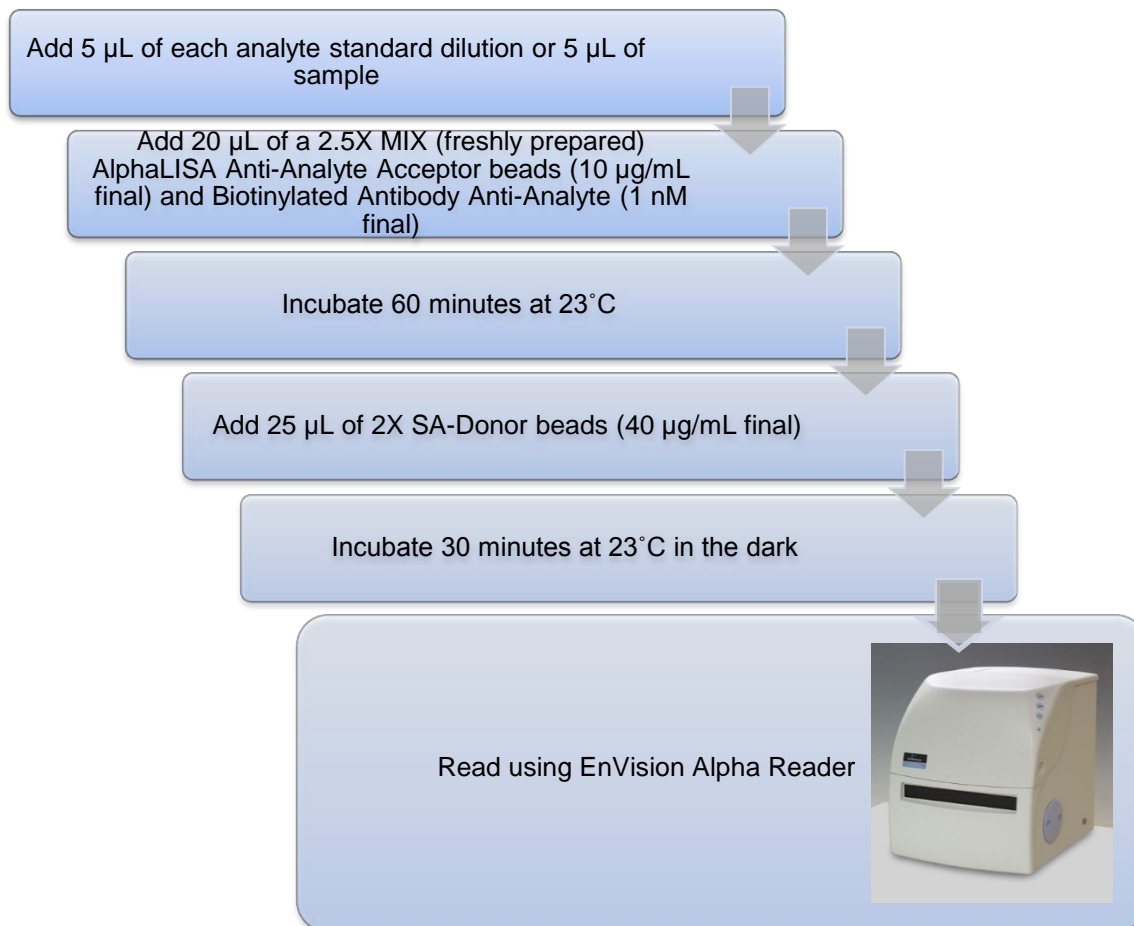 Add 5 µL of each analyte standard dilution or 5 µL of
sample
Add 20 µL of a 2.5X MIX (freshly prepared)
AlphaLISA Anti-Analyte Acceptor beads (10 µg/mL
final) and Biotinylated Antibody Anti-Analyte (1 nM
final)
Incubate 60 minutes at 23˚C
Add 25 µL of 2X SA-Donor beads (40 µg/mL final)
Incubate 30 minutes at 23˚C in the dark
Read using EnVision Alpha Reader